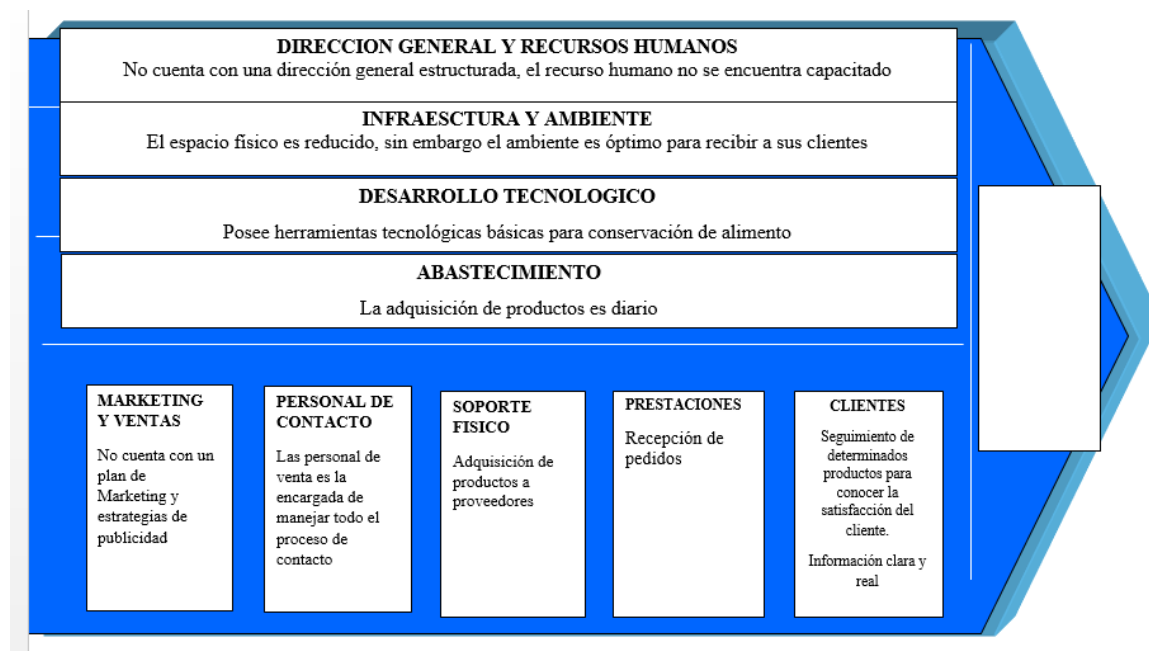 DIRECCION GENERAL Y RECURSOS HUMANOS
No cuenta con una dirección general estructurada, el recurso humano no se encuentra capacitado
INFRAESCTURA Y AMBIENTE
El espacio físico es reducido, sin embargo el ambiente es óptimo para recibir a sus clientes
DESARROLLO TECNOLOGICO
Posee herramientas tecnológicas básicas para conservación de alimento
ABASTECIMIENTO
La adquisición de productos es diario
MARKETING
Y VENTAS
No cuenta con un
plan de
Marketing y
estrategias de
publicidad
PERSONAL DE
CONTACTO
Las personal de
venta es la
encargada de
manejar todo el
proceso de
contacto
SOPORTE
FISICO
Adquisición de
productos a
proveedores
PRESTACIONES
Recepción de
pedidos
CLIENTES
Seguimiento de
determinados
productos para
conocer la
satisfacción del
cliente.
Información clara y
real